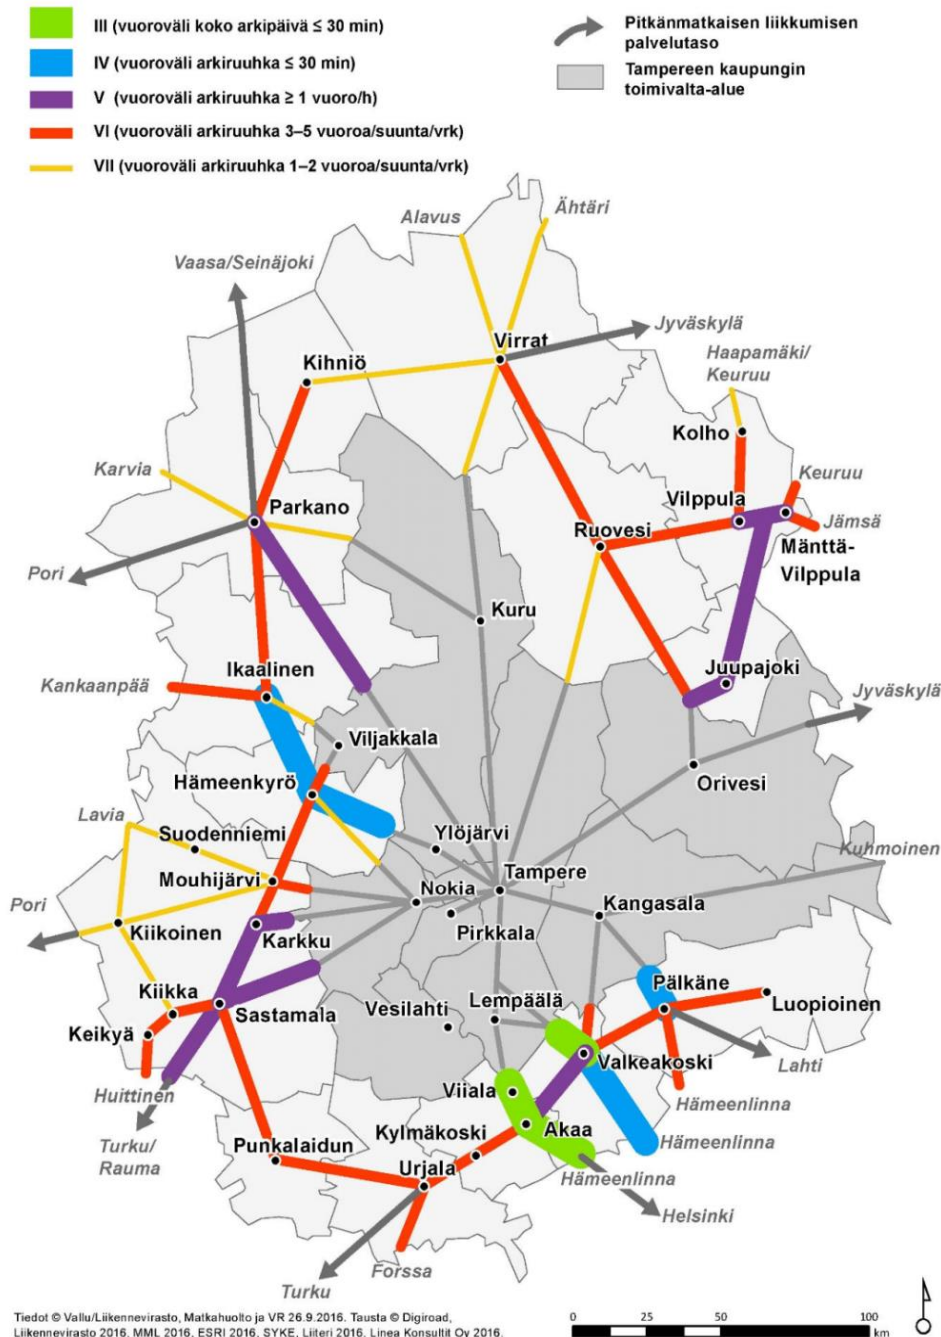 III (vuoroväli koko arkipäivä ≤ 30 min)
IV (vuoroväli arkiruuhka ≤ 30 min)
V (vuoroväli arkiruuhka ≥ 1 vuoro/h)
VI (vuoroväli arkiruuhka 3–5 vuoroa/suunta/vrk)
VII (vuoroväli arkiruuhka 1–2 vuoroa/suunta/vrk)
Pitkänmatkaisen liikkumisen
palvelutaso
Tampereen kaupungin
toimivalta-alue
Alavus
Ähtäri
Vaasa/Seinäjoki
Jyväskylä
Virrat
Kihniö
Haapamäki/
Keuruu
Kolho
Karvia
Keuruu
Parkano
Vilppula
Jämsä
Ruovesi
Mänttä-
Vilppula
Pori
Kuru
Ikaalinen
Juupajoki
Kankaanpää
Jyväskylä
Viljakkala
Hämeenkyrö
Orivesi
Lavia
Suodenniemi
Ylöjärvi
Kuhmoinen
Mouhijärvi
Tampere
Nokia
Kangasala
Pori
Kiikoinen
Karkku
Pirkkala
Kiikka
Pälkäne
Sastamala
Vesilahti
Lempäälä
Luopioinen
Keikyä
Valkeakoski
Lahti
Huittinen
Viiala
Hämeenlinna
Turku/
Rauma
Kylmäkoski
Akaa
Hämeenlinna
Punkalaidun
Urjala
Hämeenlinna
Helsinki
Forssa
Turku
Tiedot © Vallu/Liikennevirasto, Matkahuolto ja VR 26.9.2016. Tausta © Digiroad,
Liikennevirasto 2016, MML 2016, ESRI 2016, SYKE, Liiteri 2016, Linea Konsultit Oy 2016.
0 25 50 100
km